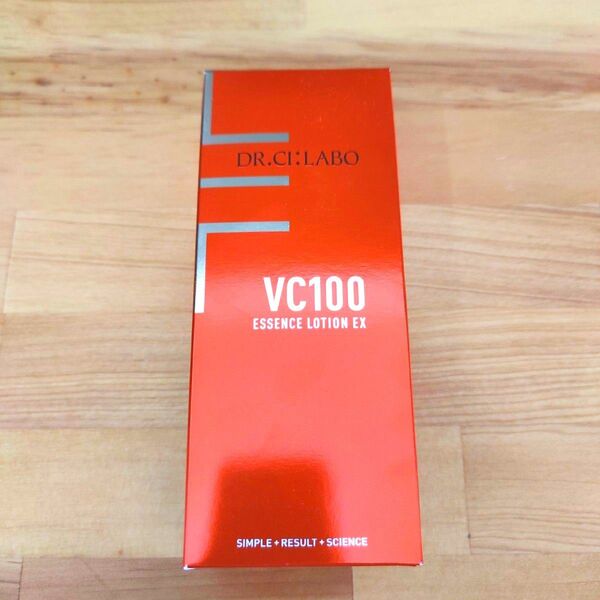 DR.CI:LABO
VC100
ESSENCE LOTION EX
SIMPLE+RESULT+SCIENCE